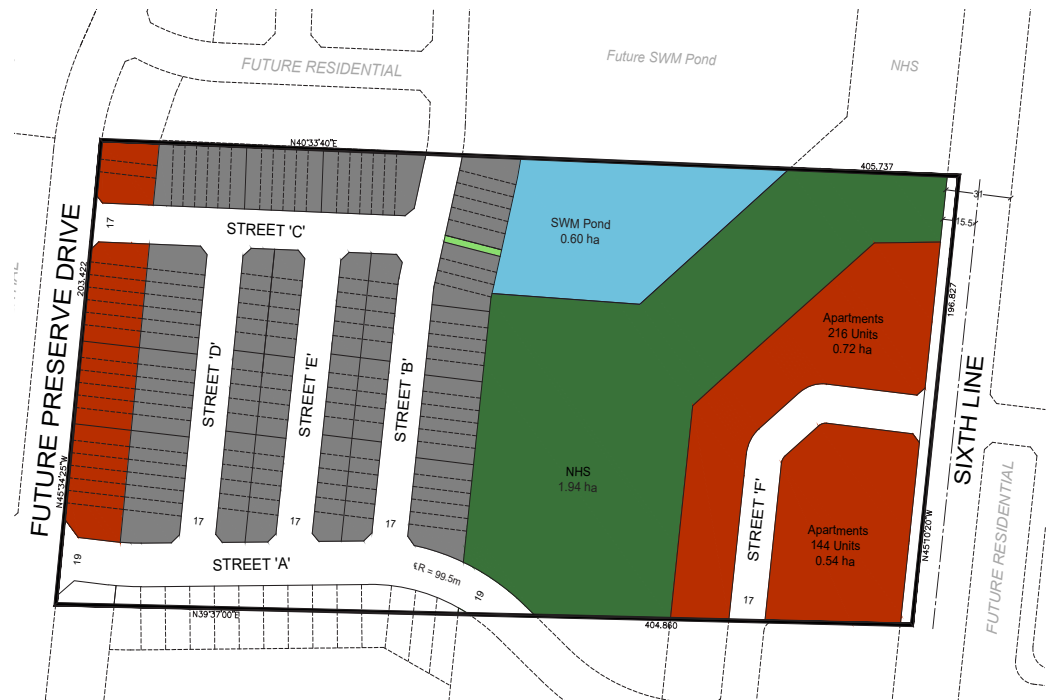 FUTURE RESIDENTIAL
Future SWM Pond
NHS
N40°33'40"E
405.737
31
15.5
17
STREET 'C'
SWM Pond
0.60 ha
FUTURE PRESERVE DRIVE
203.422
N45°34'25"W
STREET 'D'
STREET 'E'
STREET 'B'
Apartments
216 Units
0.72 ha
196.827
SIXTH LINE
NHS
1.94 ha
17
17
17
STREET 'F'
Apartments
144 Units
0.54 ha
N45°10'20"W
FUTURE RESIDENTIAL
19
STREET 'A'
R = 99.5m
19
17
N39°37'00"E
404.860